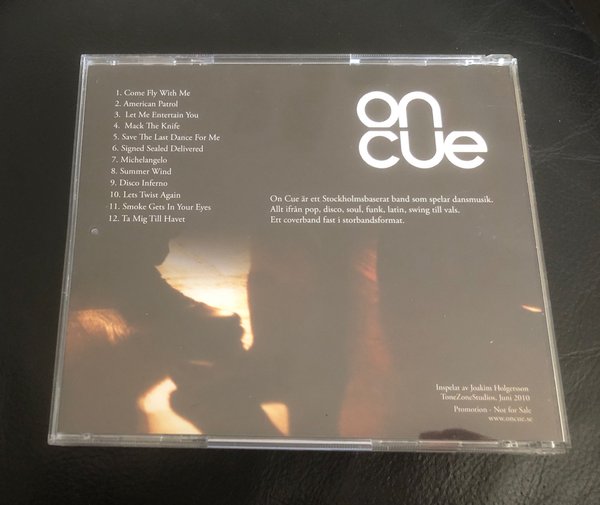 1. Come Fly With Me
2. American Patrol
3. Let Me Entertain You
4. Mack The Knife
5. Save The Last Dance For Me
6. Signed Sealed Delivered
7. Michelangelo
8. Summer Wind
9. Disco Inferno
10. Lets Twist Again
11. Smoke Gets In Your Eyes
12. Ta Mig Till Havet
on
cue
On Cue är ett Stockholmsbaserat band som spelar dansmusik.
Allt ifrån pop, disco, soul, funk, latin, swing till vals.
Ett coverband fast i storbandsformat.
Inspelat av Joakim Holgersson
ToneZoneStudios, Juni 2010
Promotion - Not for Sale
www.oncue.se